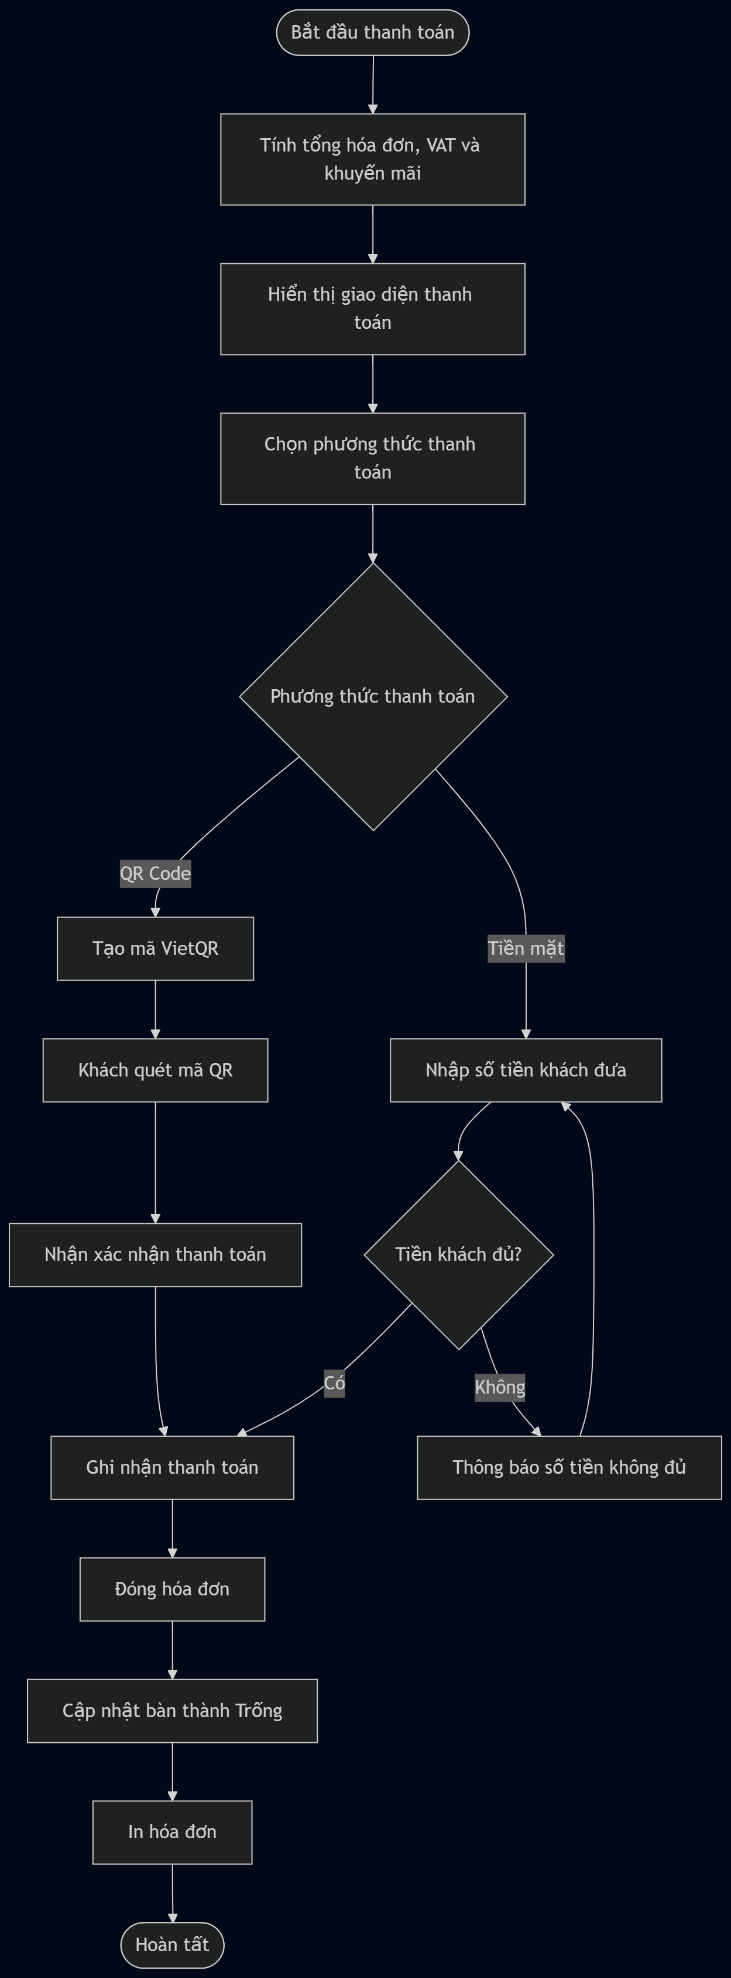 Bắt đầu thanh toán
Tính tổng hóa đơn, VAT và
khuyến mãi
Hiển thị giao diện thanh
toán
Chọn phương thức thanh
toán
Phương thức thanh toán
QR Code
Tạo mã VietQR
Tiền mặt
Khách quét mã QR
Nhập số tiền khách đưa
Nhận xác nhận thanh toán
Tiền khách đủ?
Có
Không
Ghi nhận thanh toán
Thông báo số tiền không đủ
Đóng hóa đơn
Cập nhật bàn thành Trống
In hóa đơn
Hoàn tất